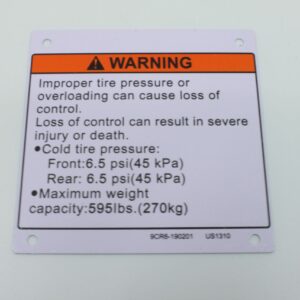 WARNING
Improper tire pressure or
overloading can cause loss of
control.
Loss of control can result in severe
injury or death.
●Cold tire pressure:
Front:6.5 psi(45 kPa)
Rear: 6.5 psi(45 kPa)
●Maximum weight
capacity:595lbs.(270kg)
9CR6-190201 US1310